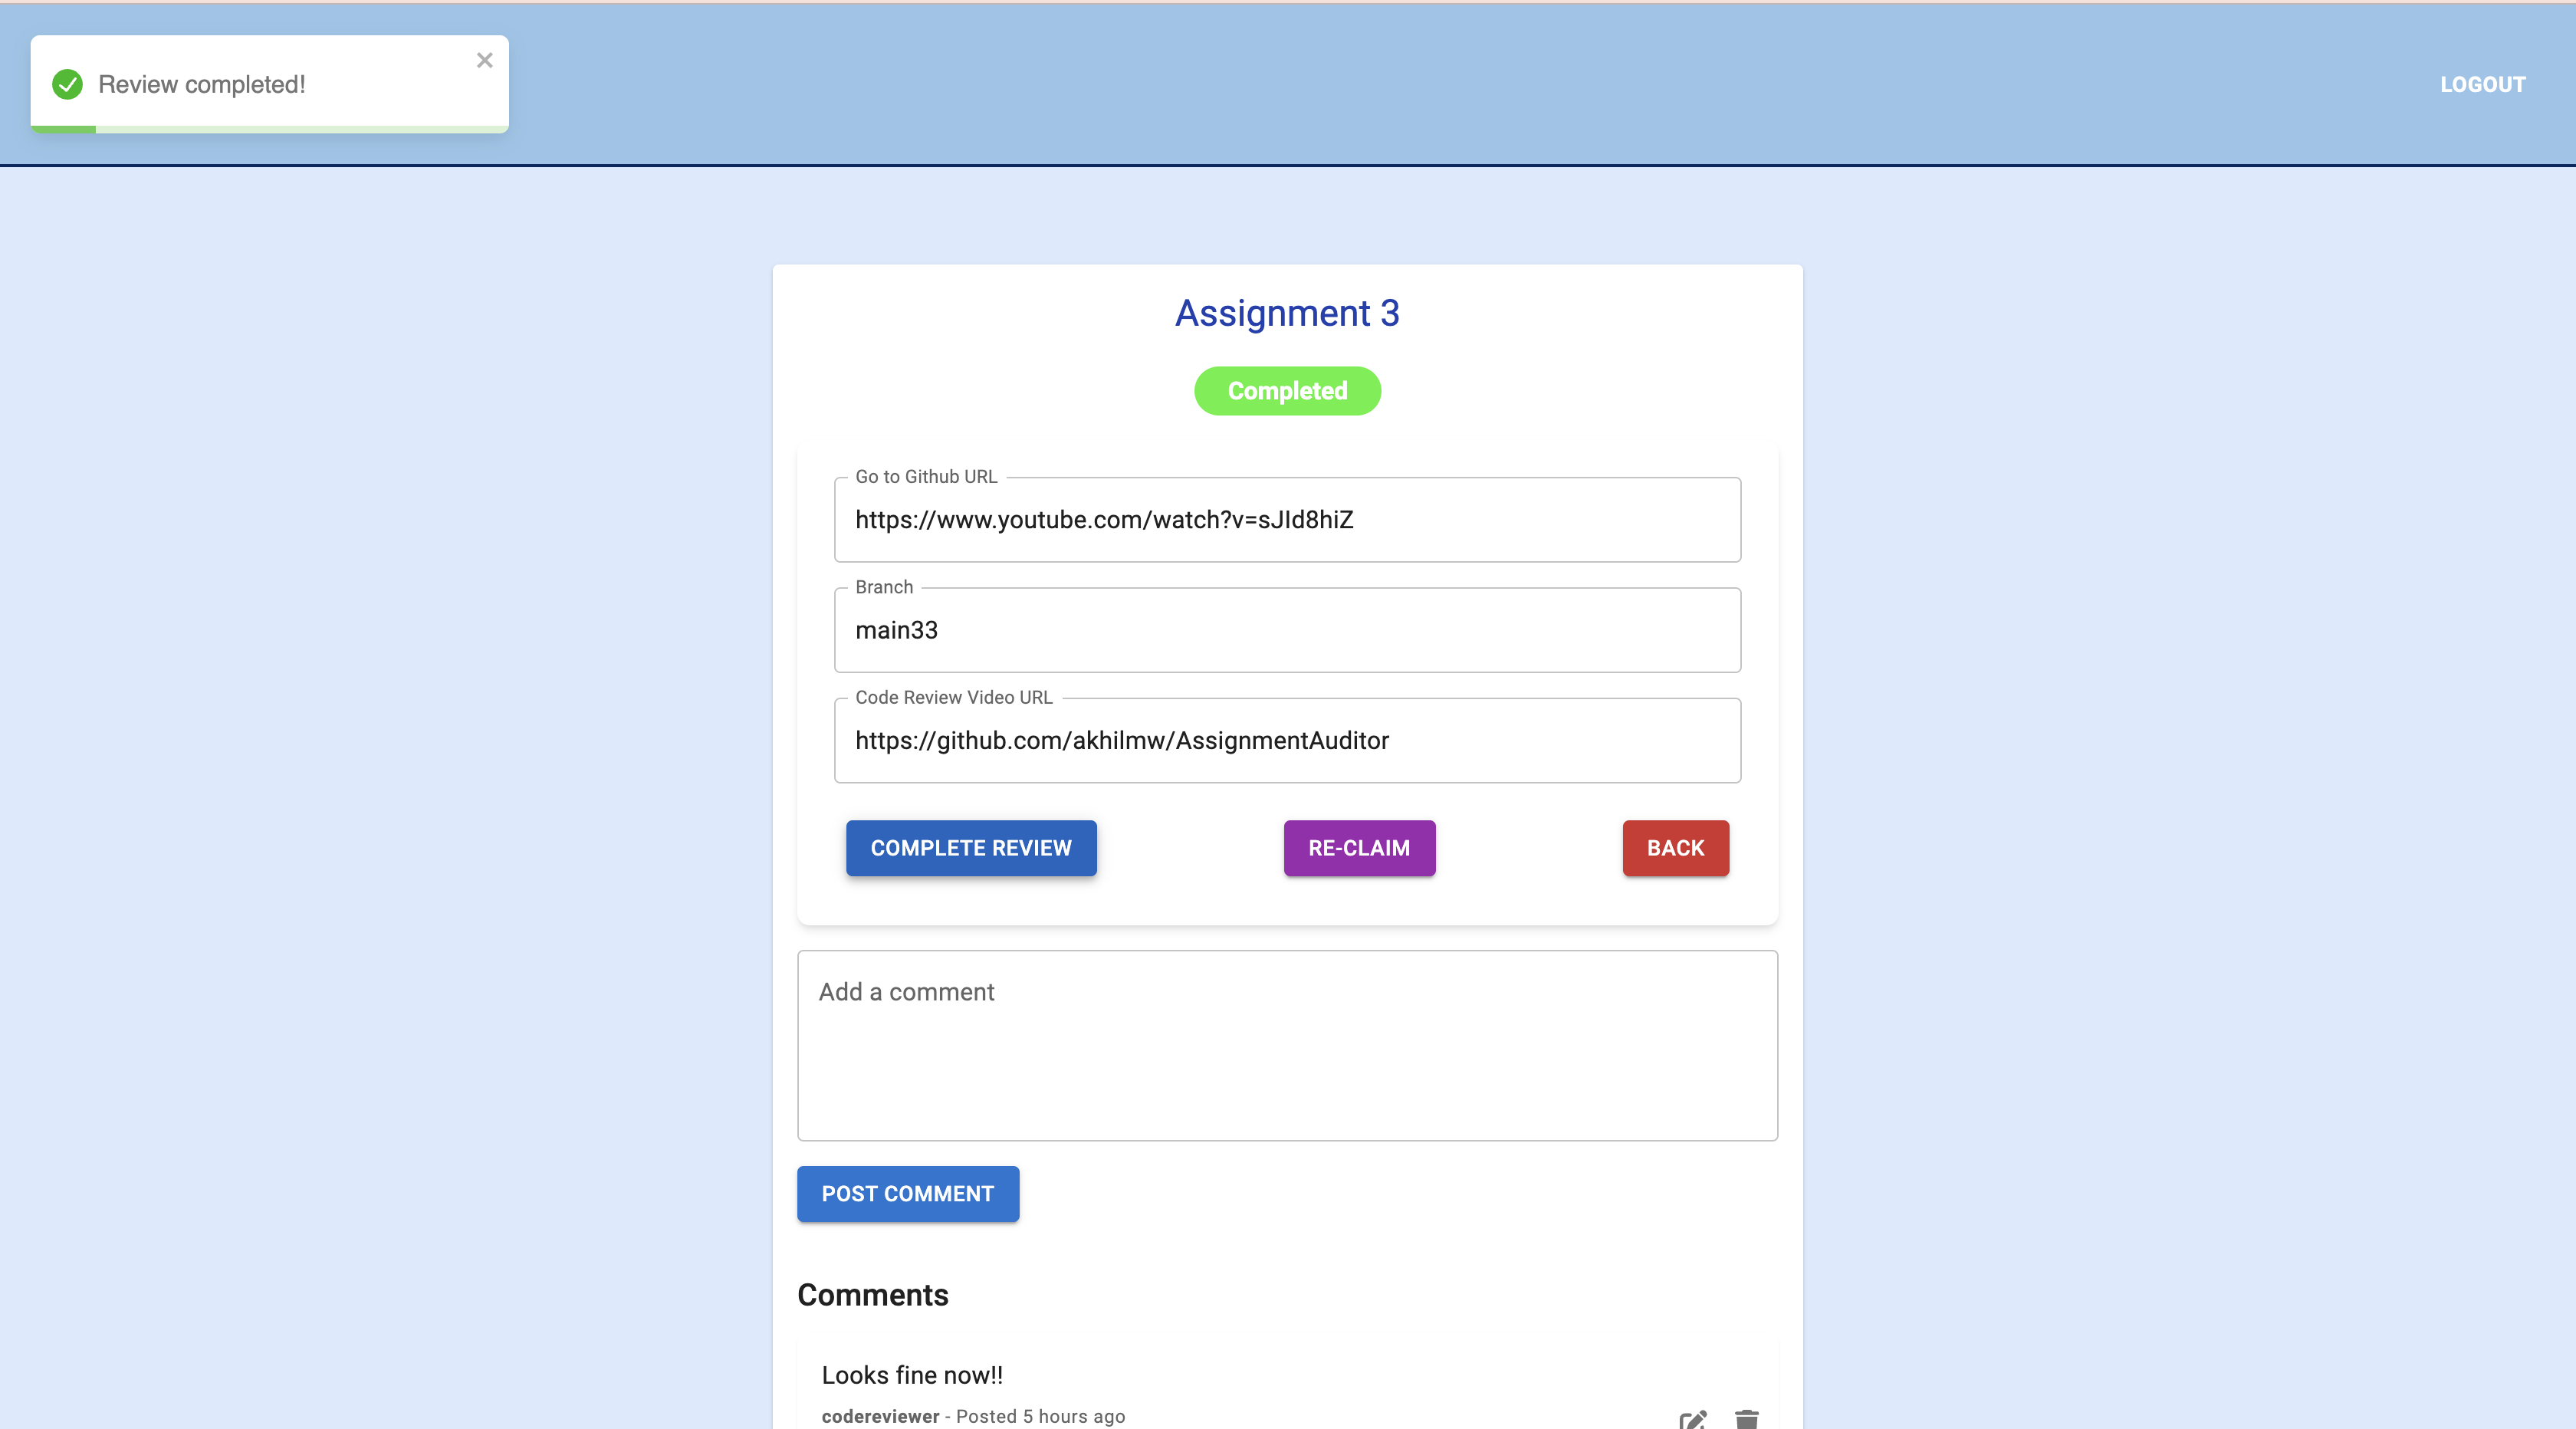 Review completed!
LOGOUT
Assignment 3
Completed
Go to Github URL
https://www.youtube.com/watch?v=sJId8hiZ
Branch
main33
Code Review Video URL
https://github.com/akhilmw/AssignmentAuditor
COMPLETE REVIEW
RE-CLAIM
BACK
Add a comment
POST COMMENT
Comments
Looks fine now!!
codereviewer - Posted 5 hours ago